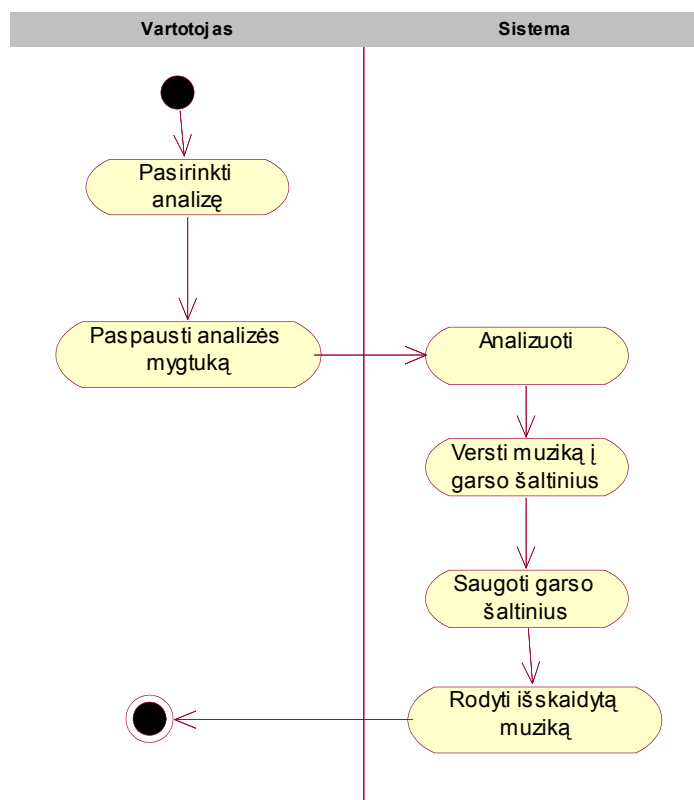 Vartotojas
Sistema
Pasirinkti
analizę
Paspausti analizės
mygtuką
Analizuoti
Versti muziką į
garso šaltinius
Saugoti garso
šaltinius
Rodyti išskaidytą
muziką